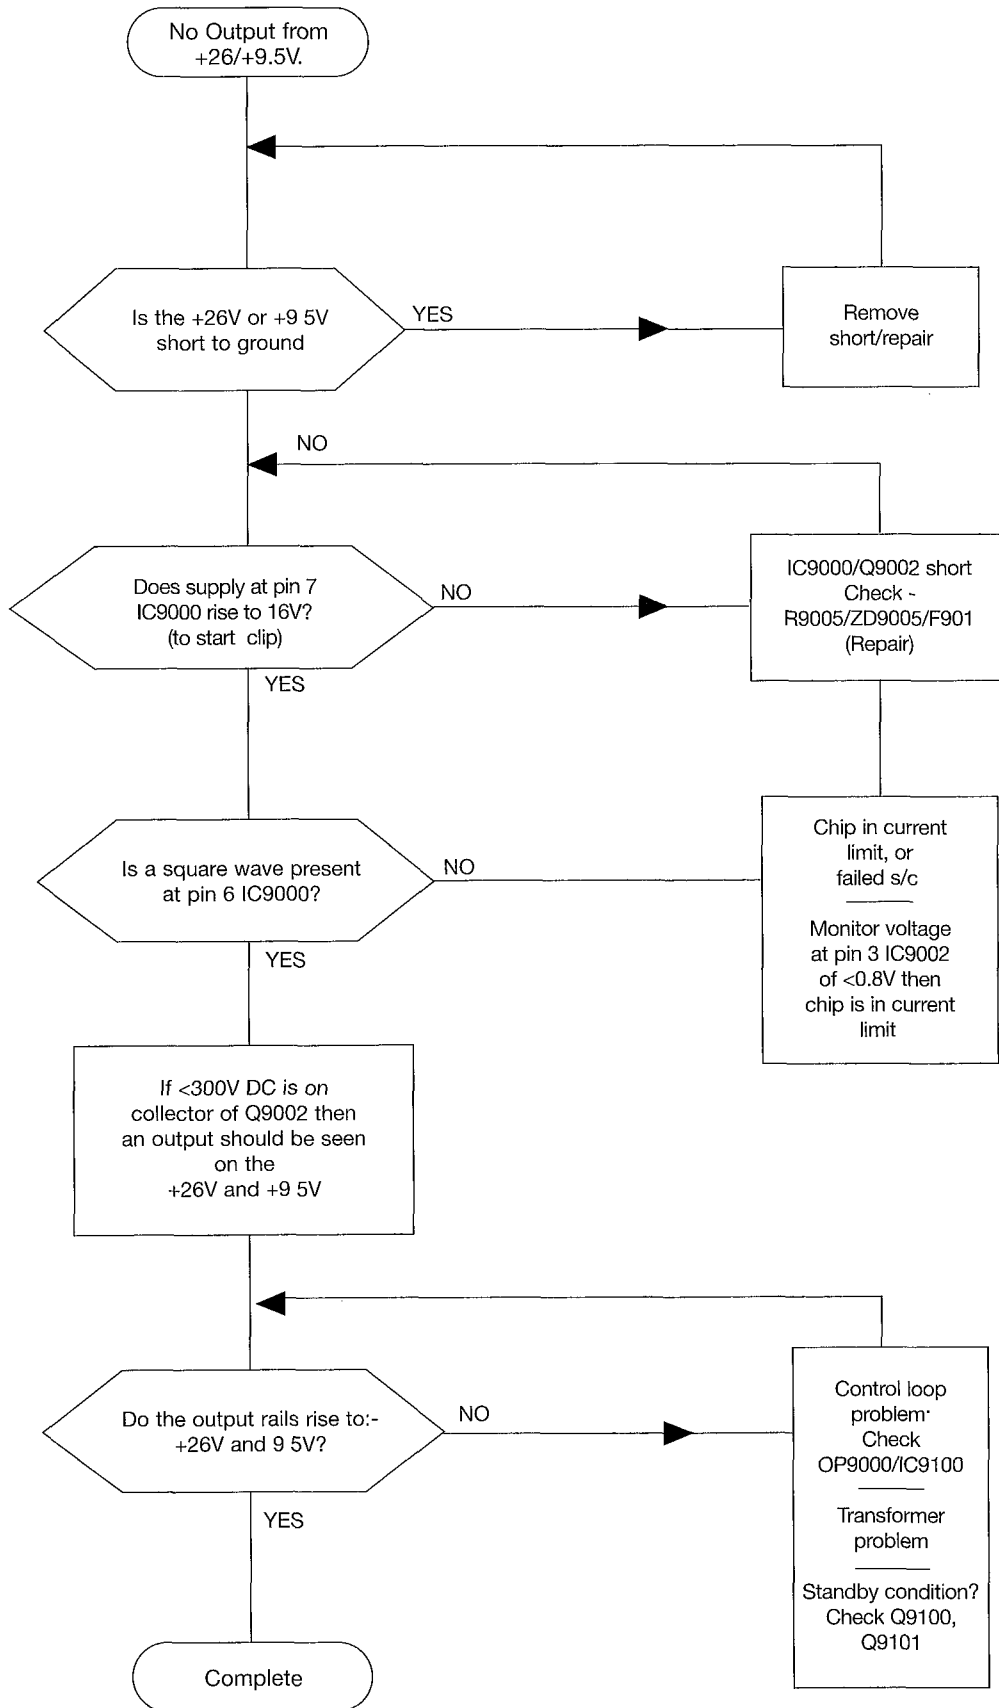 No Output from
+26/+9.5V.
Is the +26V or +9 5V
short to ground
YES
Remove
short/repair
NO
Does supply at pin 7
IC9000 rise to 16V?
(to start clip)
NO
IC9000/Q9002 short
Check -
R9005/ZD9005/F901
(Repair)
YES
Is a square wave present
at pin 6 IC9000?
NO
Chip in current
limit, or
failed s/c
Monitor voltage
at pin 3 IC9002
of <0.8V then
chip is in current
limit
YES
If <300V DC is on
collector of Q9002 then
an output should be seen
on the
+26V and +9 5V
Do the output rails rise to:-
+26V and 9 5V?
NO
Control loop
problem·
Check
OP9000/IC9100
Transformer
problem
Standby condition?
Check Q9100,
Q9101
YES
Complete